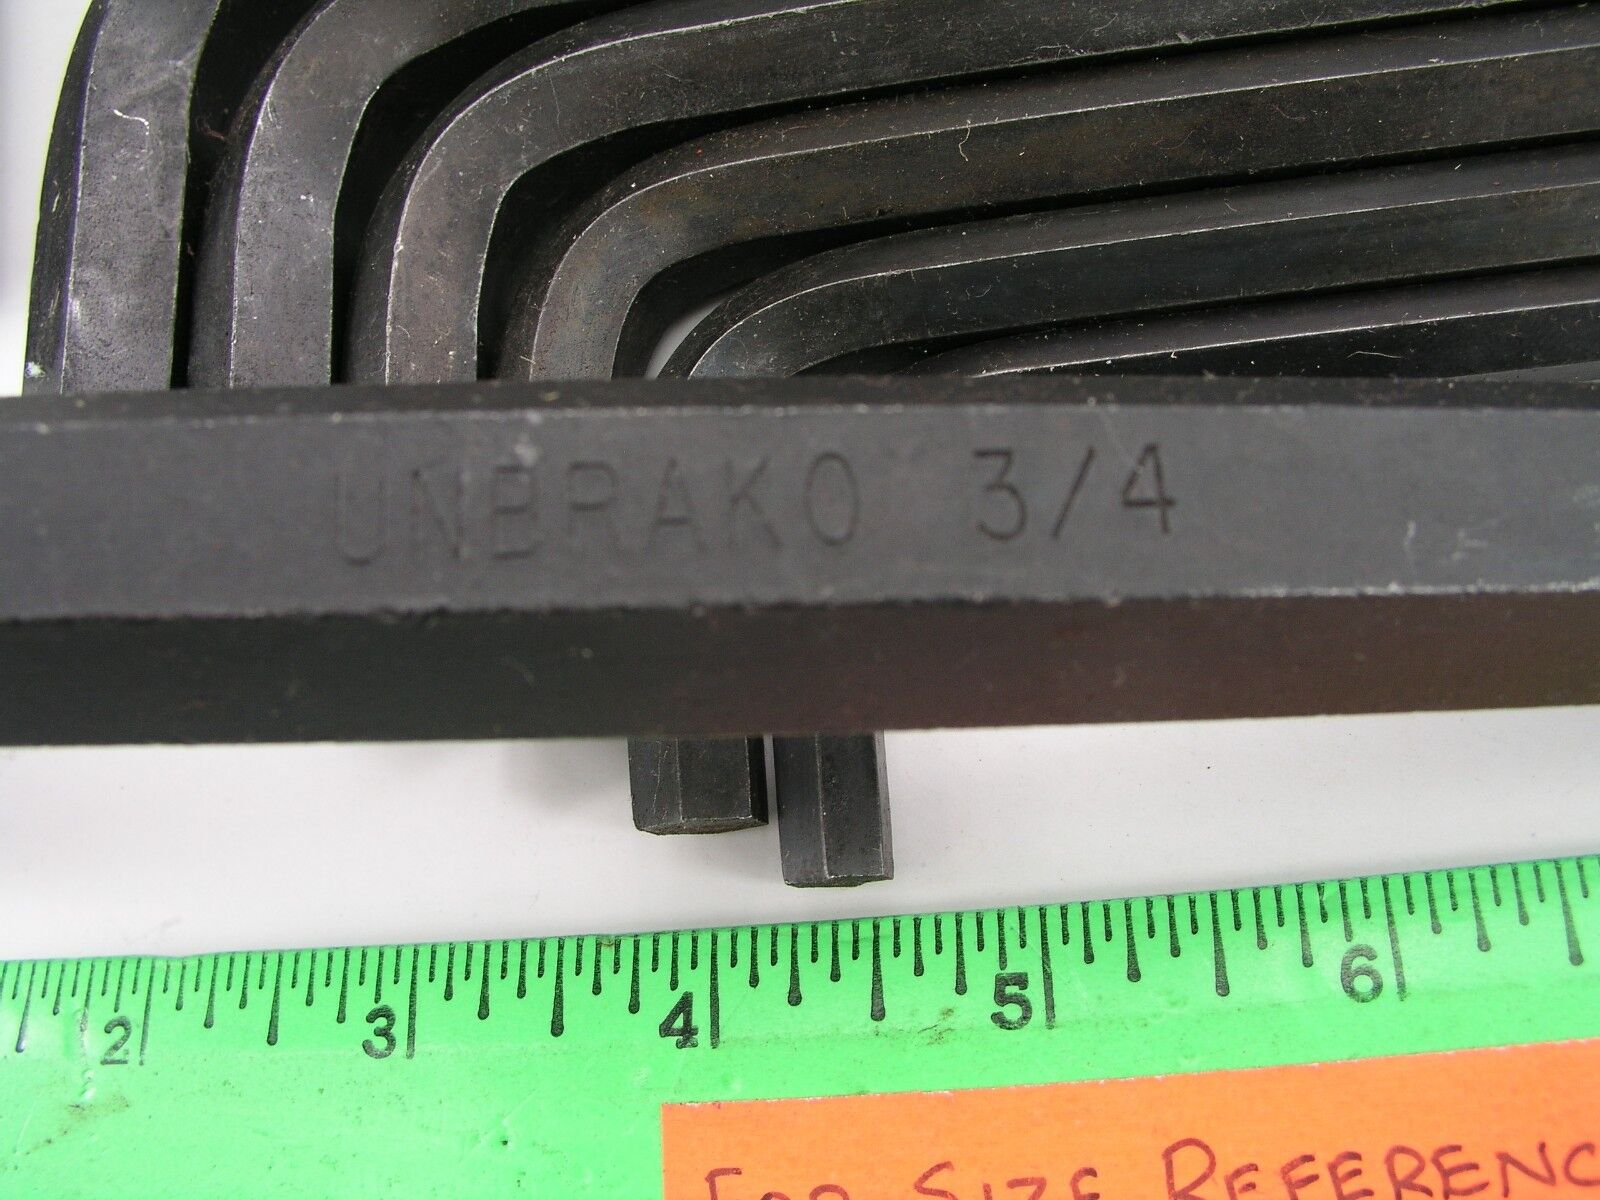 UNBRAKO 3/4
2 3 4 5 6
FOR SIZE REFERENC